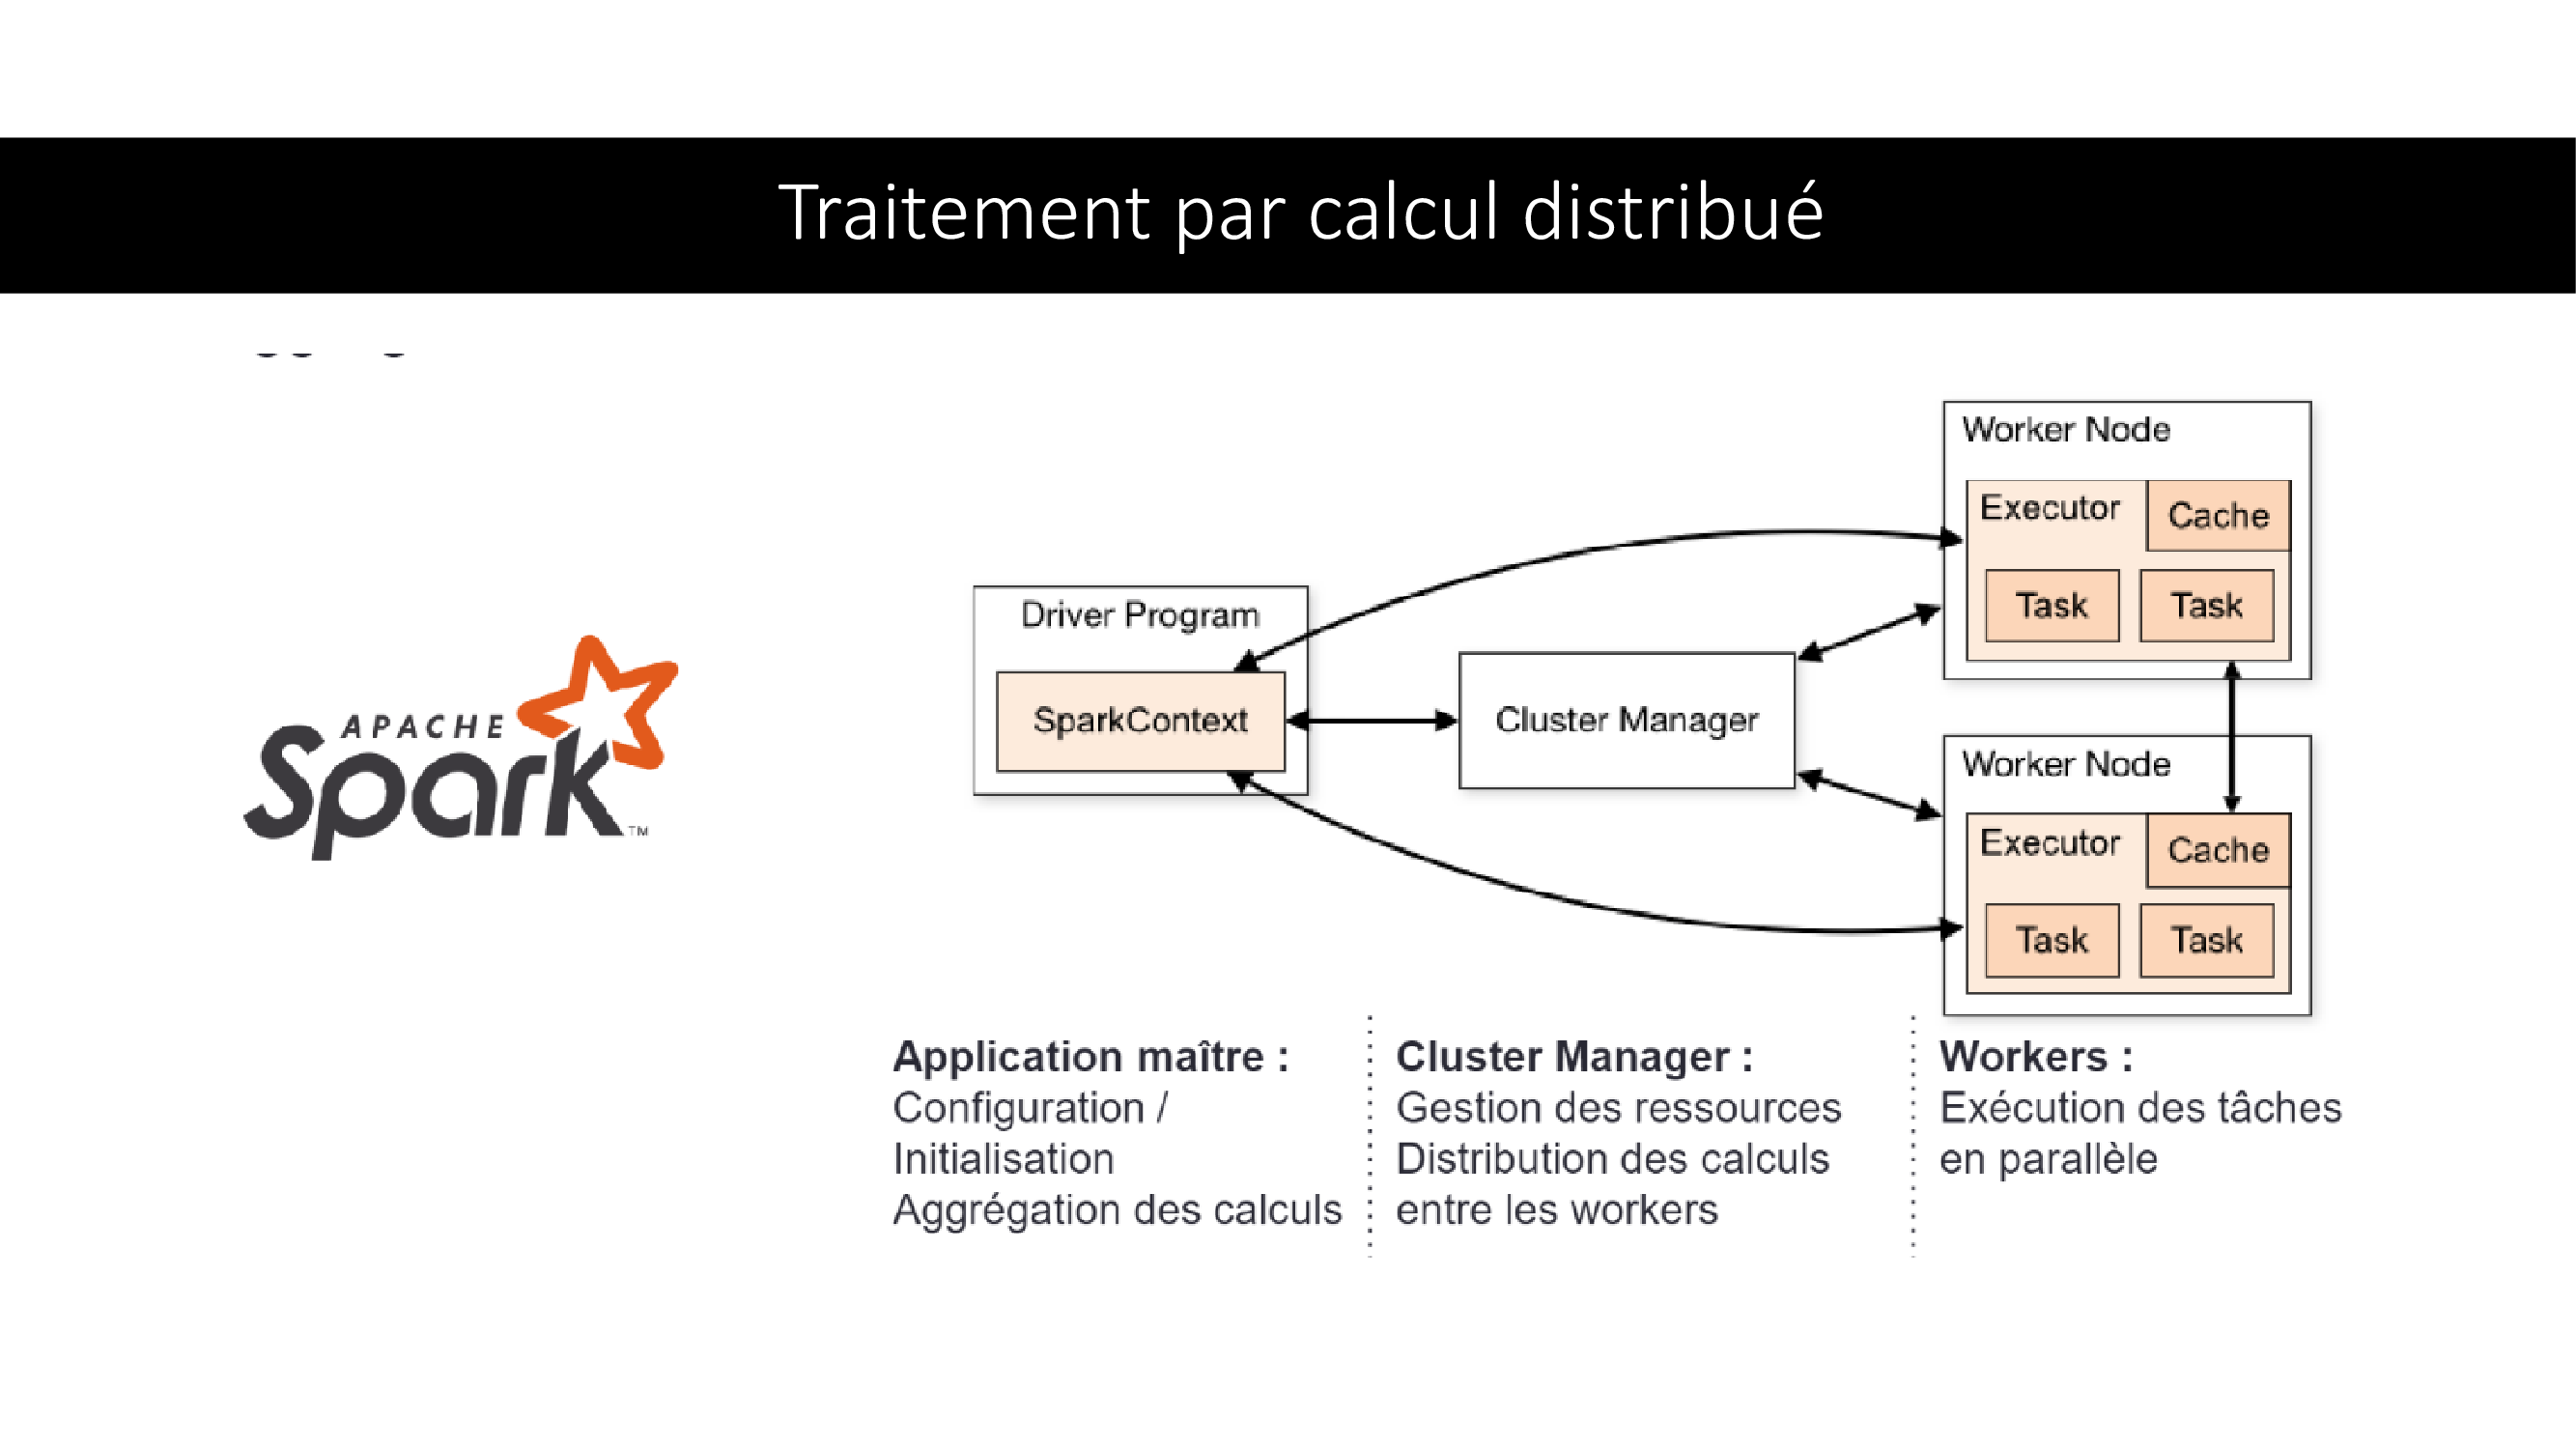 Traitement par calcul distribué
APACHE
Spark™
Driver Program
SparkContext
Cluster Manager
Worker Node
Executor
Cache
Task
Task
Worker Node
Executor
Cache
Task
Task
Application maître :
Configuration /
Initialisation
Aggrégation des calculs
Cluster Manager :
Gestion des ressources
Distribution des calculs
entre les workers
Workers :
Exécution des tâches
en parallèle